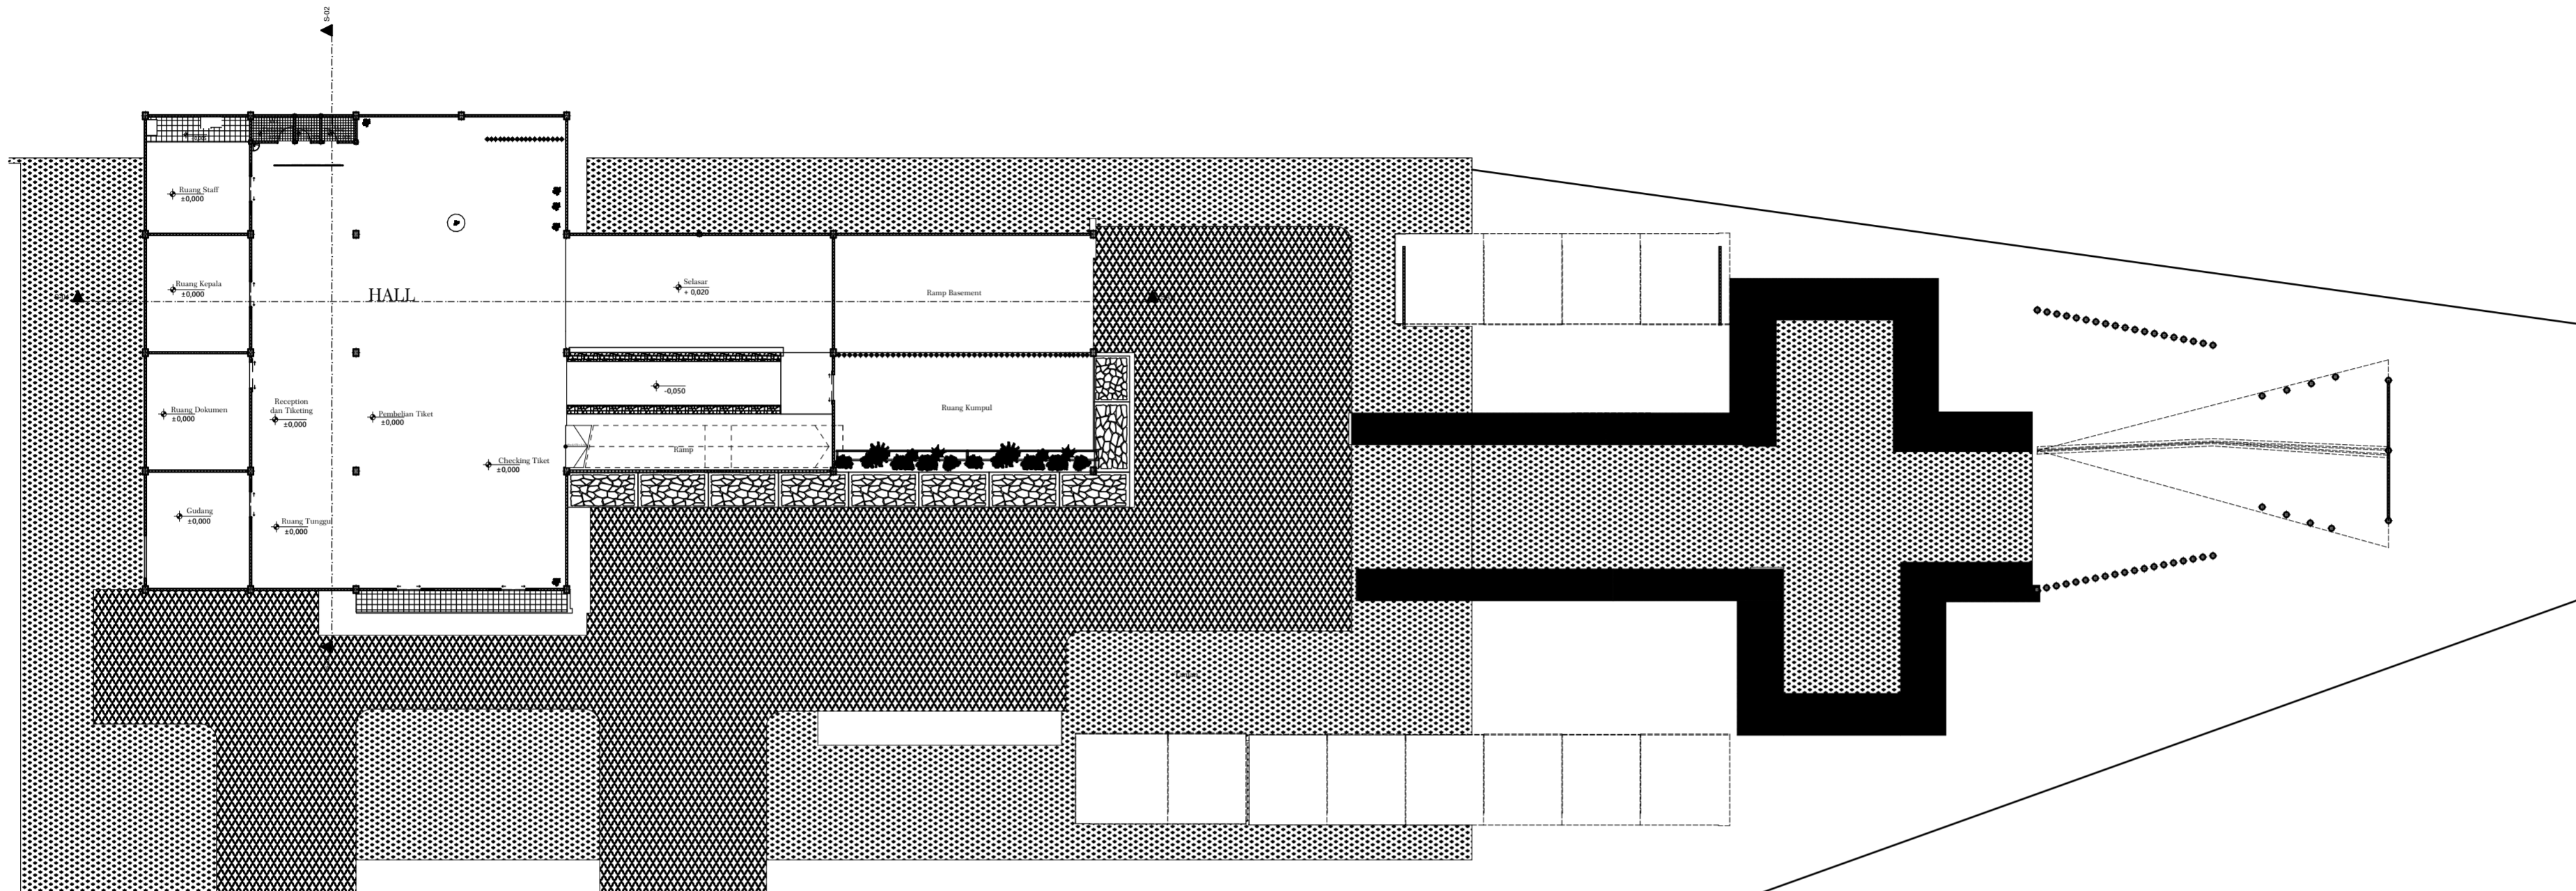 S-02
Ruang Staff
±0,000
Ruang Kepala
±0,000
HALL
Selasar
+ 0,020
Ramp Basement
-0,050
Ruang Dokumen
±0,000
Reception
dan Tiketing
±0,000
Pembelian Tiket
±0,000
Ruang Kumpul
Ramp
Checking Tiket
±0,000
Gudang
±0,000
Ruang Tunggu
±0,000